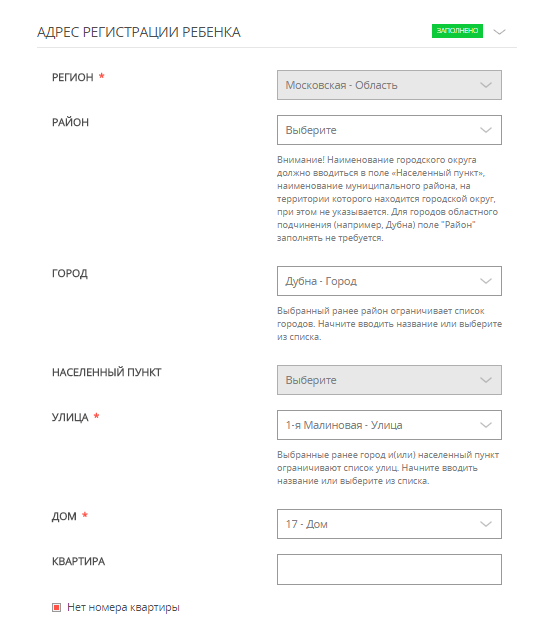 АДРЕС РЕГИСТРАЦИИ РЕБЕНКА ЗАПОЛНЕНО
РЕГИОН * Московская - Область
РАЙОН Выберите
Внимание! Наименование городского округа
должно вводиться в поле «Населенный пункт»,
наименование муниципального района, на
территории которого находится городской округ,
при этом не указывается. Для городов областного
подчинения (например, Дубна) поле "Район"
заполнять не требуется.
ГОРОД Дубна - Город
Выбранный ранее район ограничивает список
городов. Начните вводить название или выберите
из списка.
НАСЕЛЕННЫЙ ПУНКТ Выберите
УЛИЦА * 1-я Малиновая - Улица
Выбранные ранее город и(или) населенный пункт
ограничивают список улиц. Начните вводить
название или выберите из списка.
ДОМ * 17 - Дом
КВАРТИРА
Нет номера квартиры